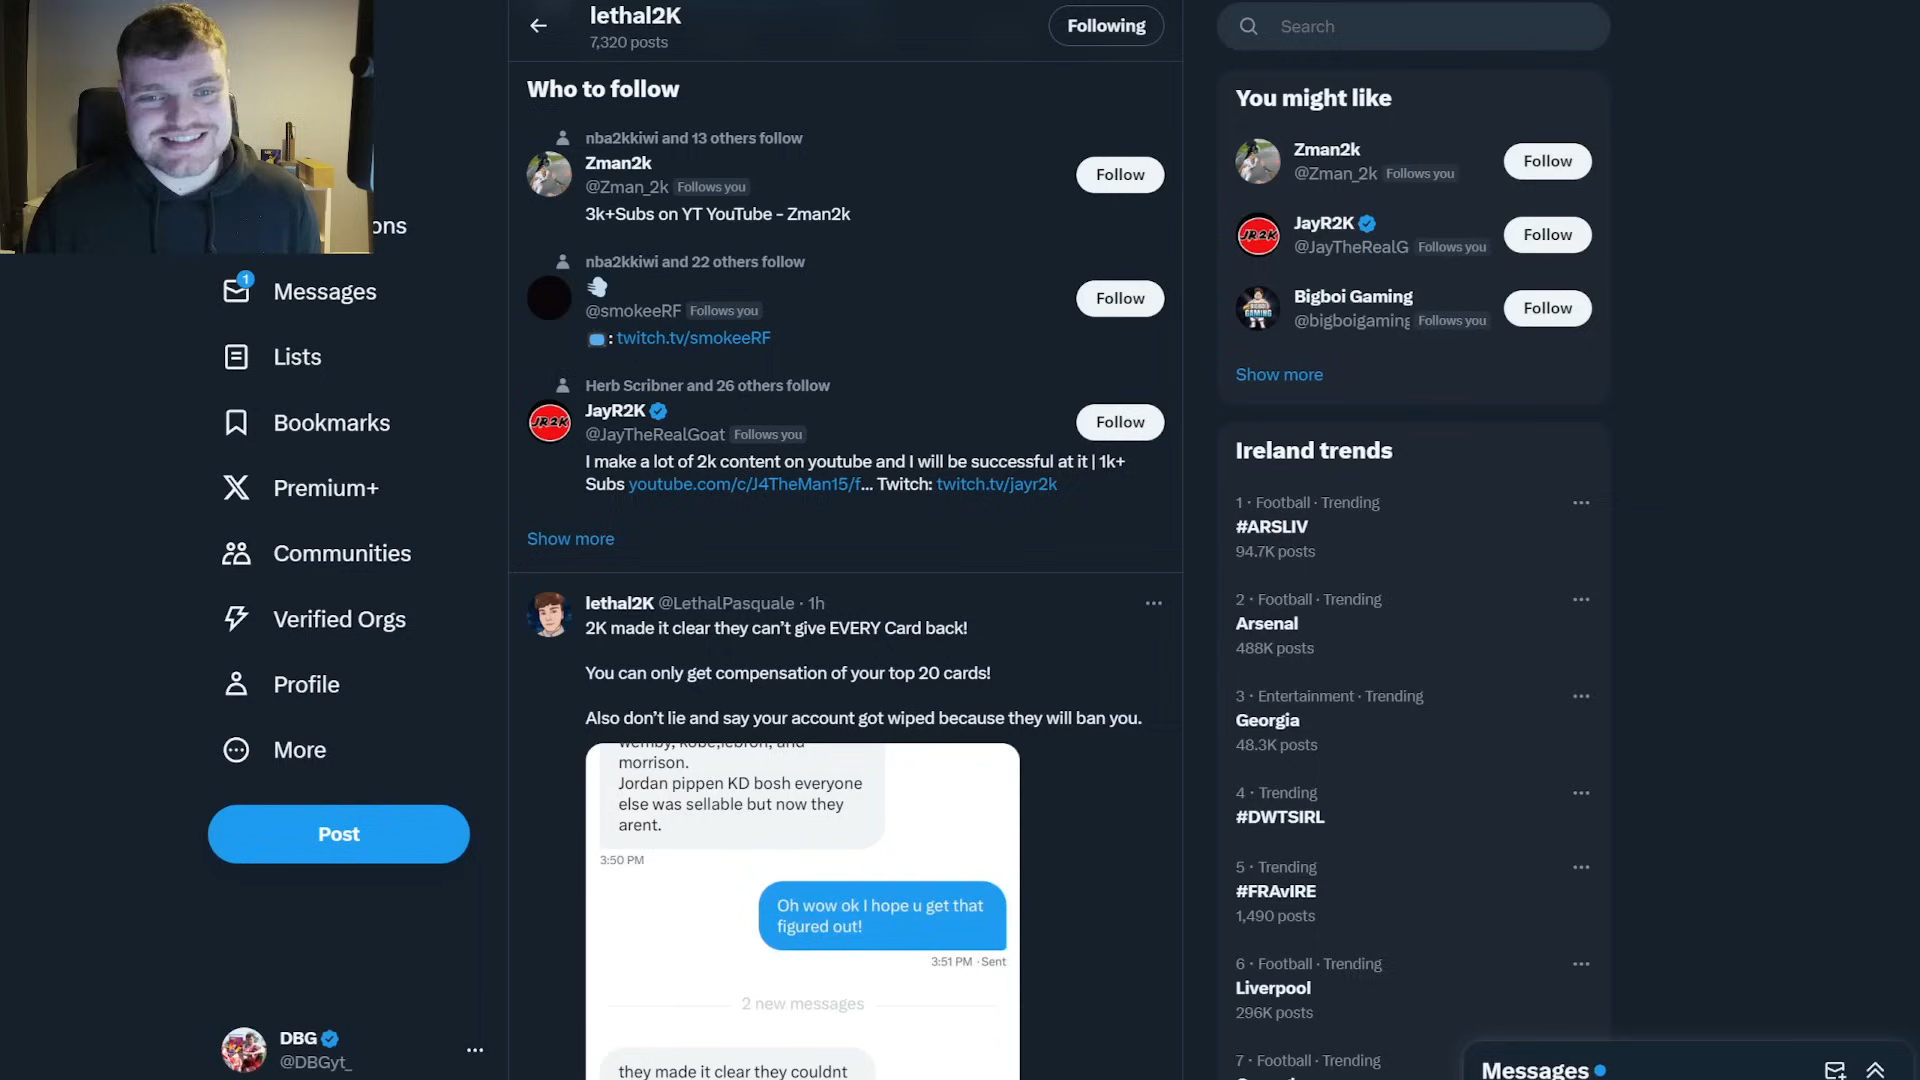 lethal2K
7,320 posts
Following
Who to follow
nba2kkiwi and 13 others follow
Zman2k
@Zman_2k Follows you
Follow
3k+Subs on YT YouTube - Zman2k
nba2kkiwi and 22 others follow
@smokeeRF Follows you
Follow
: twitch.tv/smokeeRF
Herb Scribner and 26 others follow
JR2K
JayR2K
@JayTheRealGoat Follows you
Follow
I make a lot of 2k content on youtube and I will be successful at it | 1k+
Subs youtube.com/c/J4TheMan15/f... Twitch: twitch.tv/jayr2k
Show more
lethal2K @LethalPasquale · 1h
2K made it clear they can’t give EVERY Card back!
You can only get compensation of your top 20 cards!
Also don’t lie and say your account got wiped because they will ban you.
wemby, kobe,lebron, and
morrison.
Jordan pippen KD bosh everyone
else was sellable but now they
arent.
3:50 PM
Oh wow ok I hope u get that
figured out!
3:51 PM · Sent
2 new messages
they made it clear they couldnt
ons
1
Messages
Lists
Bookmarks
Premium+
Communities
Verified Orgs
Profile
More
Post
DBG
@DBGyt_
Search
You might like
Zman2k
@Zman_2k Follows you
Follow
JR2K
JayR2K
@JayTheRealG Follows you
Follow
BIGBOI
GAMING
Bigboi Gaming
@bigboigaming Follows you
Follow
Show more
Ireland trends
1 · Football · Trending
#ARSLIV
94.7K posts
2 · Football · Trending
Arsenal
488K posts
3 · Entertainment · Trending
Georgia
48.3K posts
4 · Trending
#DWTSIRL
5 · Trending
#FRAvIRE
1,490 posts
6 · Football · Trending
Liverpool
296K posts
7 · Football · Trending
Messages